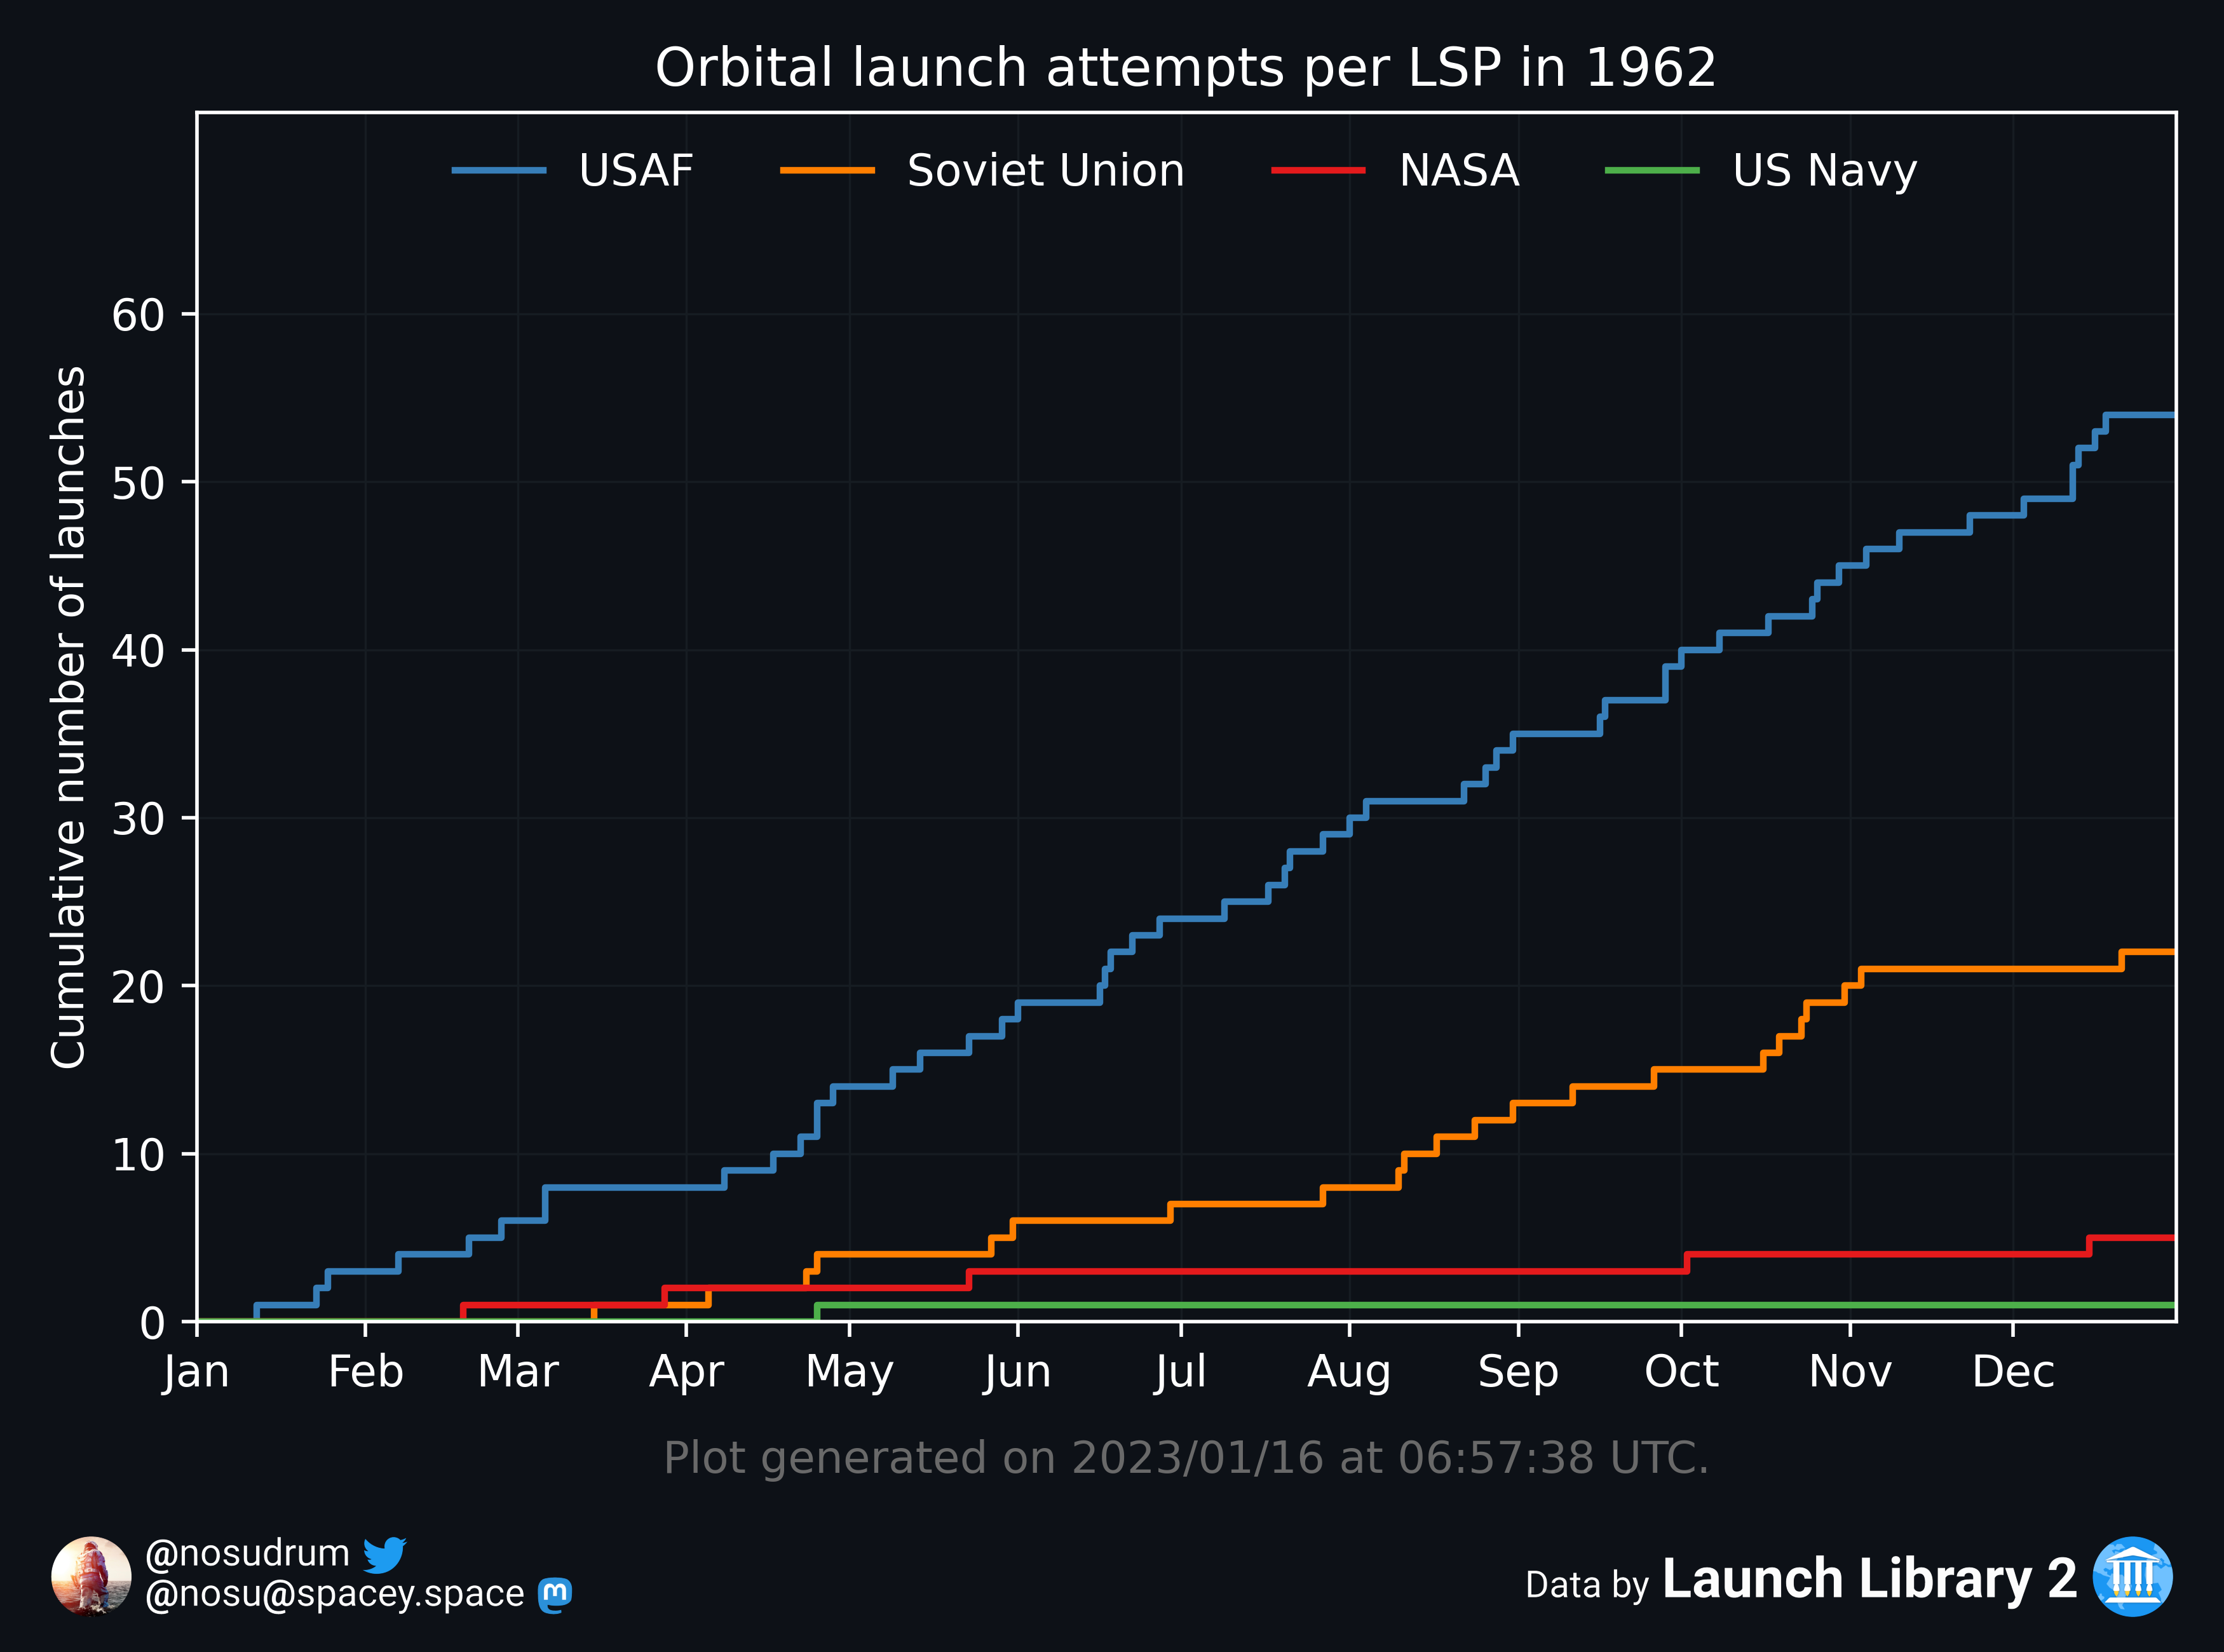 Orbital launch attempts per LSP in 1962
USAF Soviet Union NASA US Navy
Cumulative number of launches
60
50
40
30
20
10
0
Jan Feb Mar Apr May Jun Jul Aug Sep Oct Nov Dec
Plot generated on 2023/01/16 at 06:57:38 UTC.
@nosudrum
@nosu@spacey.space
Data by Launch Library 2